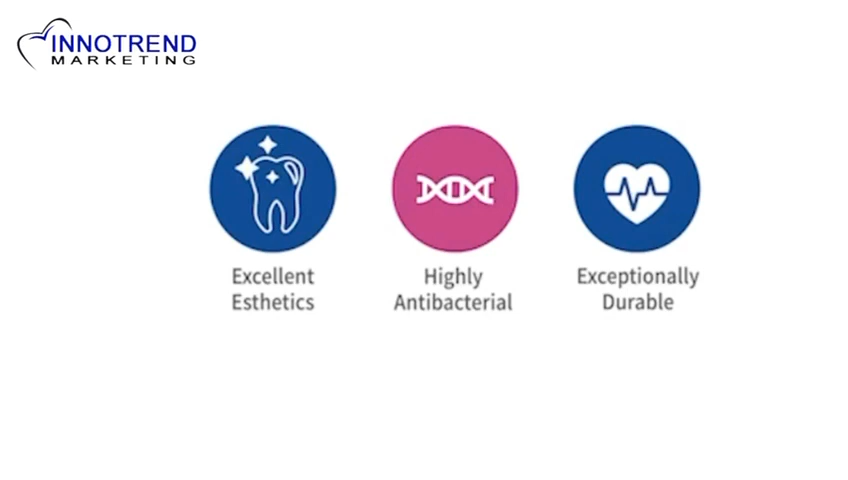 INNOTREND
MARKETING
Excellent
Esthetics
Highly
Antibacterial
Exceptionally
Durable